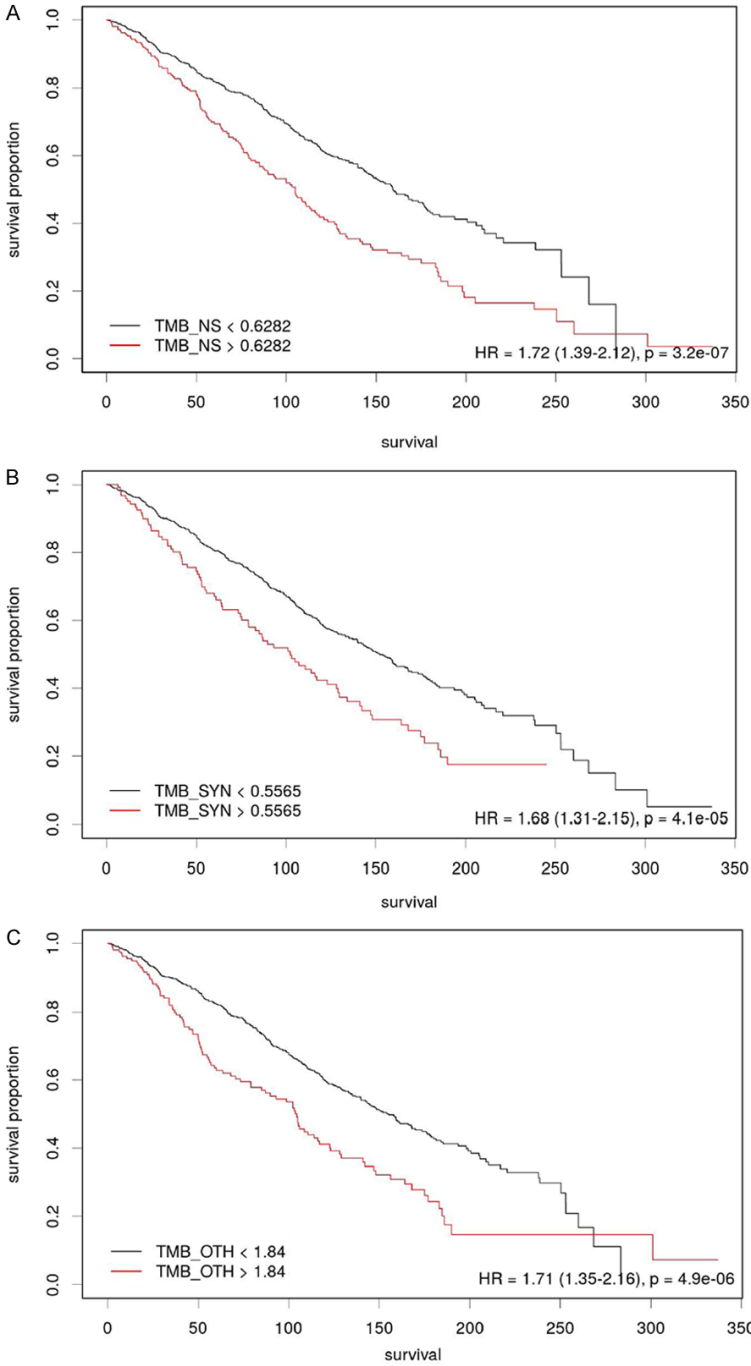 A
survival proportion
1.0
0.8
0.6
0.4
0.2
0.0
TMB_NS < 0.6282
TMB_NS > 0.6282
HR = 1.72 (1.39-2.12), p = 3.2e-07
0 50 100 150 200 250 300 350
survival
B
survival proportion
1.0
0.8
0.6
0.4
0.2
0.0
TMB_SYN < 0.5565
TMB_SYN > 0.5565
HR = 1.68 (1.31-2.15), p = 4.1e-05
0 50 100 150 200 250 300 350
survival
C
survival proportion
1.0
0.8
0.6
0.4
0.2
0.0
TMB_OTH < 1.84
TMB_OTH > 1.84
HR = 1.71 (1.35-2.16), p = 4.9e-06
0 50 100 150 200 250 300 350
survival